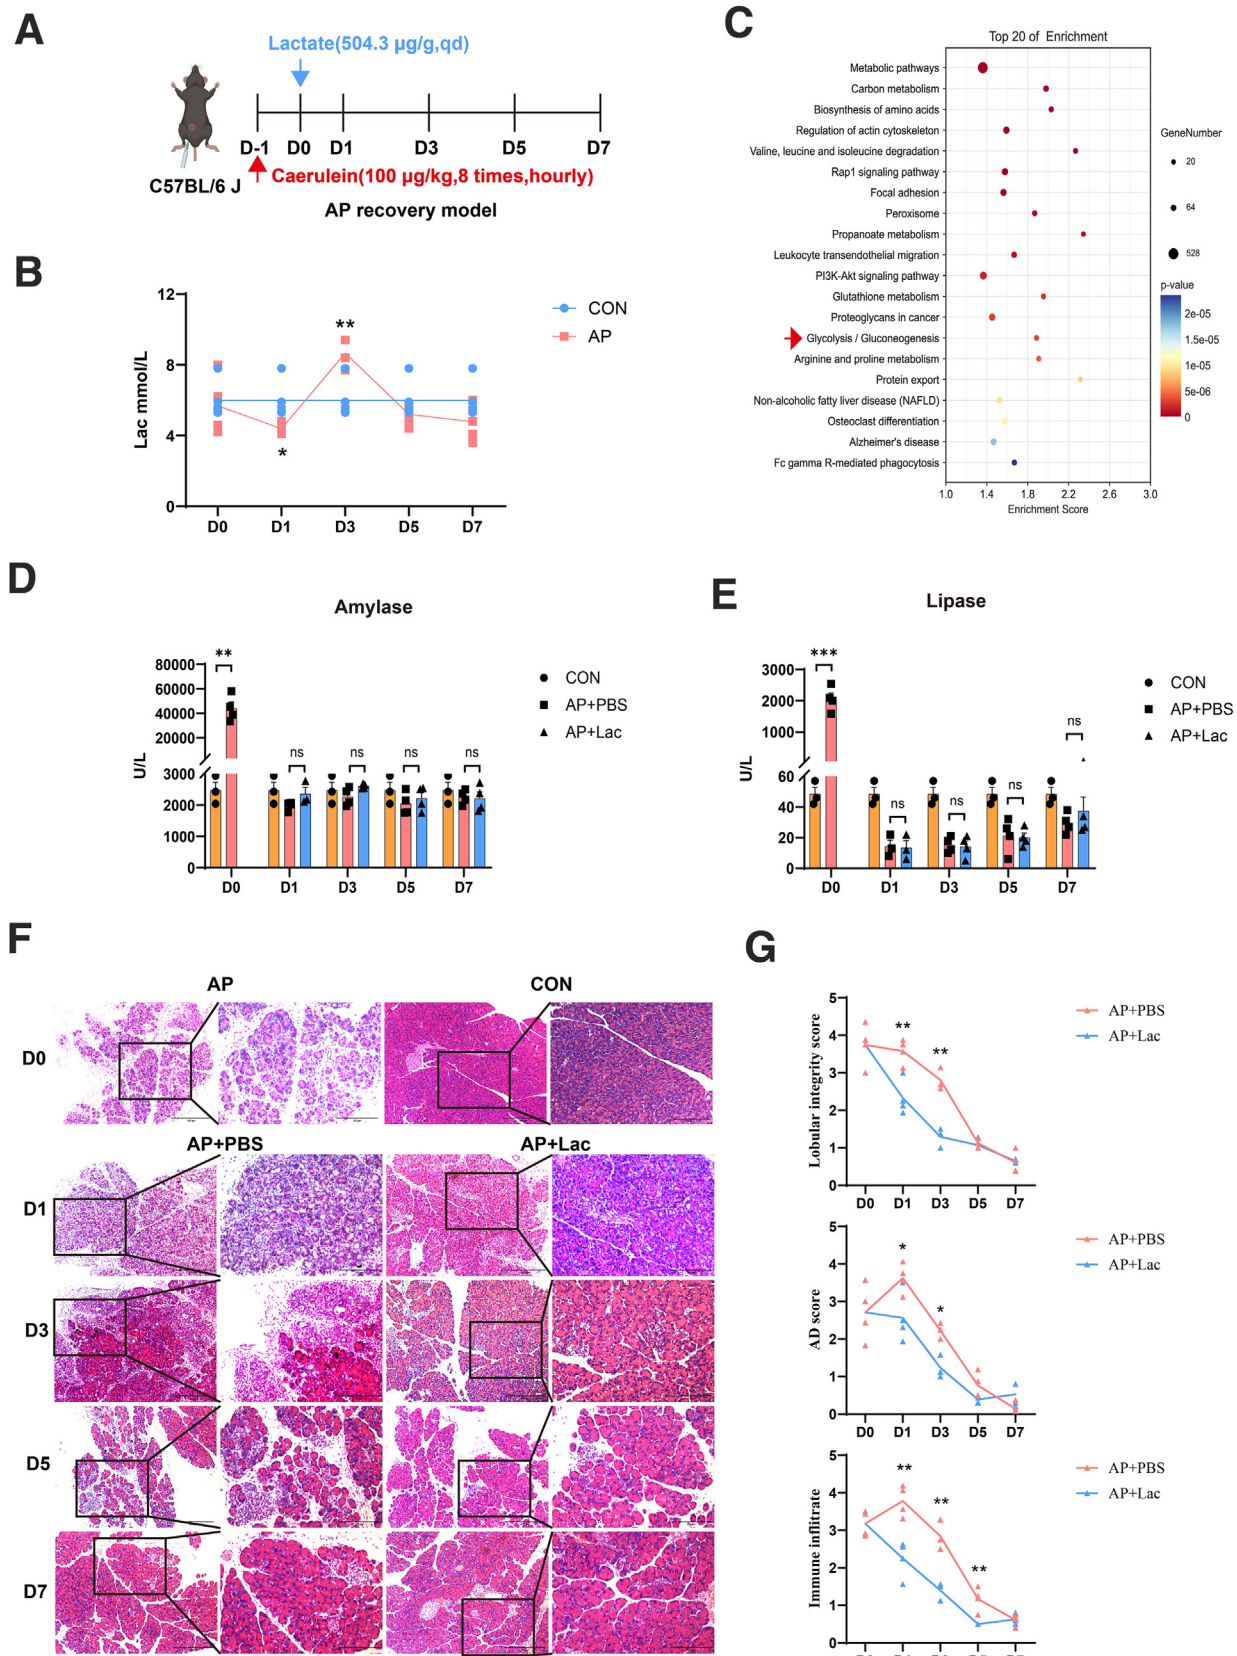 A
Lactate(504.3 µg/g,qd)
D-1 D0 D1 D3 D5 D7
C57BL/6 J
Caerulein(100 µg/kg,8 times,hourly)
AP recovery model
B
Lac mmol/L
12
8
4
0
**
*
CON
AP
D0 D1 D3 D5 D7
C
Top 20 of Enrichment
Metabolic pathways
Carbon metabolism
Biosynthesis of amino acids
Regulation of actin cytoskeleton
Valine, leucine and isoleucine degradation
Rap1 signaling pathway
Focal adhesion
Peroxisome
Propanoate metabolism
Leukocyte transendothelial migration
PI3K-Akt signaling pathway
Glutathione metabolism
Proteoglycans in cancer
Glycolysis / Gluconeogenesis
Arginine and proline metabolism
Protein export
Non-alcoholic fatty liver disease (NAFLD)
Osteoclast differentiation
Alzheimer's disease
Fc gamma R-mediated phagocytosis
1.0 1.4 1.8 2.2 2.6 3.0
Enrichment Score
GeneNumber
20
64
528
p-value
2e-05
1.5e-05
1e-05
5e-06
0
D
Amylase
U/L
80000
60000
40000
20000
3000
2000
1000
0
**
ns ns ns ns
D0 D1 D3 D5 D7
CON
AP+PBS
AP+Lac
E
Lipase
U/L
3000
2000
1000
60
40
20
0
***
ns ns ns ns
D0 D1 D3 D5 D7
CON
AP+PBS
AP+Lac
F
AP CON
D0
AP+PBS AP+Lac
D1
D3
D5
D7
G
Lobular integrity score
5
4
3
2
1
0
** **
D0 D1 D3 D5 D7
AP+PBS
AP+Lac
AD score
5
4
3
2
1
0
* *
D0 D1 D3 D5 D7
AP+PBS
AP+Lac
Immune infiltrate
5
4
3
2
1
0
** ** **
AP+PBS
AP+Lac